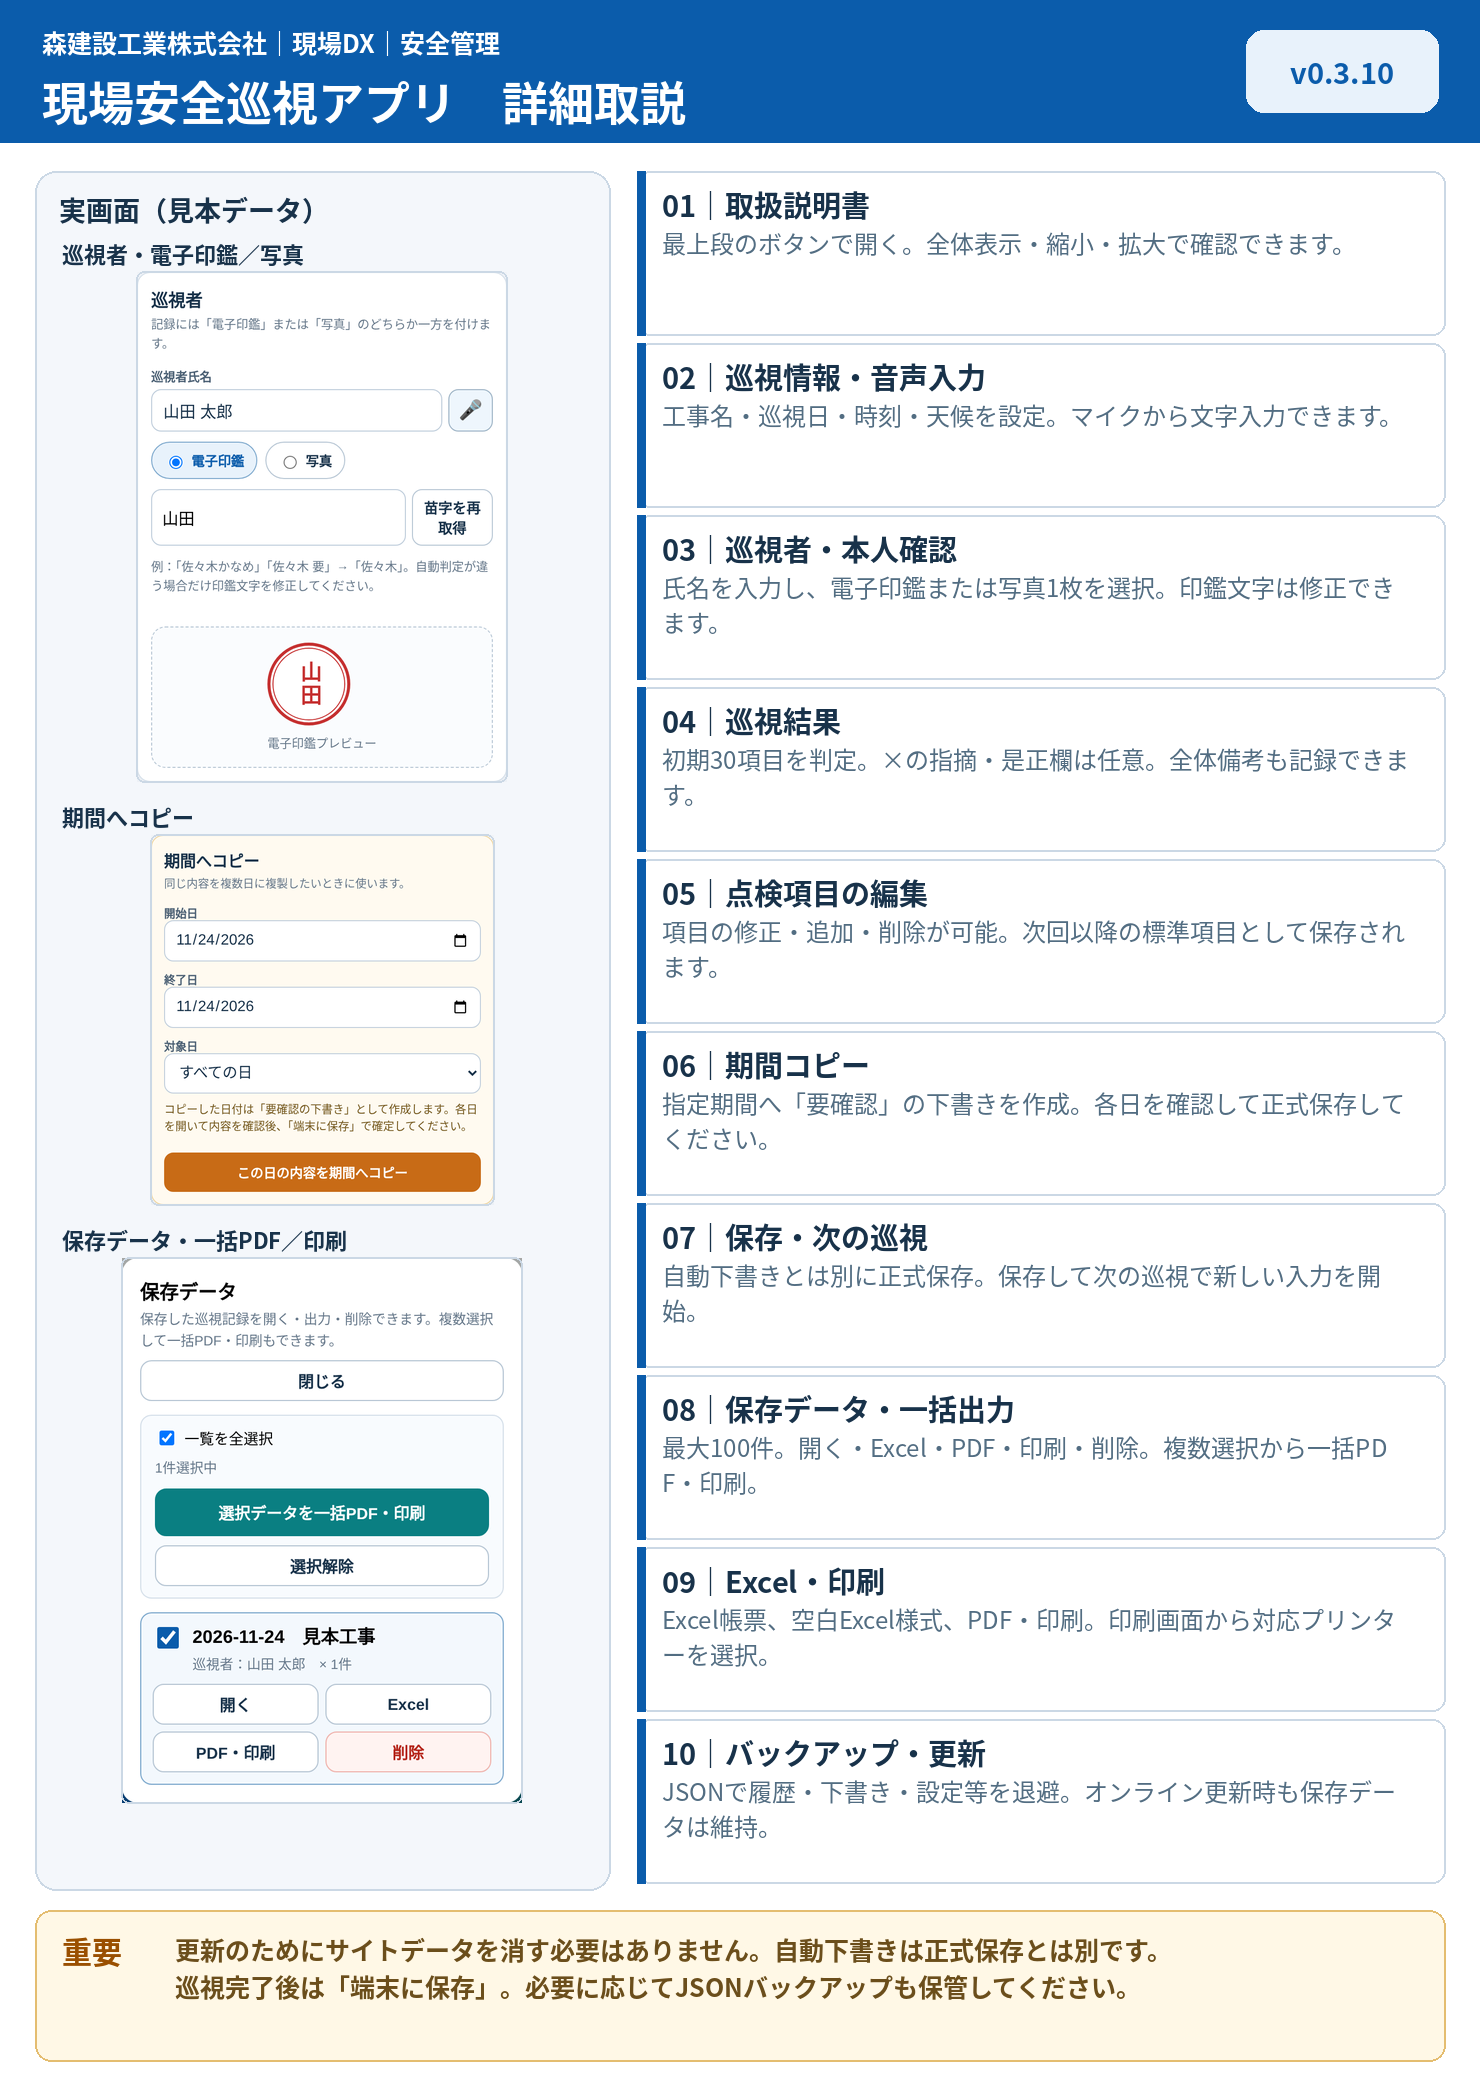 森建設工業株式会社｜現場DX｜安全管理
現場安全巡視アプリ　詳細取説
v0.3.10
実画面（見本データ）
巡視者・電子印鑑／写真
巡視者
記録には「電子印鑑」または「写真」のどちらか一方を付けま
す。
巡視者氏名
山田 太郎
電子印鑑
写真
山田
苗字を再
取得
例：「佐々木かなめ」「佐々木 要」→「佐々木」。自動判定が違
う場合だけ印鑑文字を修正してください。
山
田
電子印鑑プレビュー
期間へコピー
期間へコピー
同じ内容を複数日に複製したいときに使います。
開始日
11/24/2026
終了日
11/24/2026
対象日
すべての日
コピーした日付は「要確認の下書き」として作成します。各日
を開いて内容を確認後、「端末に保存」で確定してください。
この日の内容を期間へコピー
保存データ・一括PDF／印刷
保存データ
保存した巡視記録を開く・出力・削除できます。複数選択
して一括PDF・印刷もできます。
閉じる
一覧を全選択
1件選択中
選択データを一括PDF・印刷
選択解除
2026-11-24　見本工事
巡視者：山田 太郎　× 1件
開く
Excel
PDF・印刷
削除
01｜取扱説明書
最上段のボタンで開く。全体表示・縮小・拡大で確認できます。
02｜巡視情報・音声入力
工事名・巡視日・時刻・天候を設定。マイクから文字入力できます。
03｜巡視者・本人確認
氏名を入力し、電子印鑑または写真1枚を選択。印鑑文字は修正でき
ます。
04｜巡視結果
初期30項目を判定。×の指摘・是正欄は任意。全体備考も記録できま
す。
05｜点検項目の編集
項目の修正・追加・削除が可能。次回以降の標準項目として保存され
ます。
06｜期間コピー
指定期間へ「要確認」の下書きを作成。各日を確認して正式保存して
ください。
07｜保存・次の巡視
自動下書きとは別に正式保存。保存して次の巡視で新しい入力を開
始。
08｜保存データ・一括出力
最大100件。開く・Excel・PDF・印刷・削除。複数選択から一括PD
F・印刷。
09｜Excel・印刷
Excel帳票、空白Excel様式、PDF・印刷。印刷画面から対応プリンタ
ーを選択。
10｜バックアップ・更新
JSONで履歴・下書き・設定等を退避。オンライン更新時も保存デー
タは維持。
重要
更新のためにサイトデータを消す必要はありません。自動下書きは正式保存とは別です。
巡視完了後は「端末に保存」。必要に応じてJSONバックアップも保管してください。